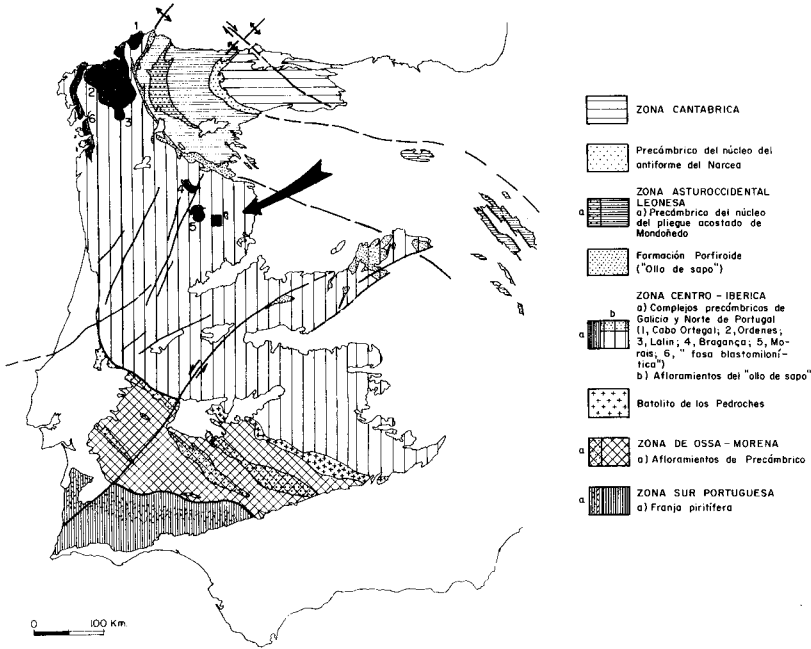 1
2
3
6
4
5
0 100 Km.
ZONA CANTABRICA
Precámbrico del núcleo del
antiforme del Narcea
a
ZONA ASTUROCCIDENTAL
LEONESA
a) Precámbrico del núcleo
del pliegue acostado de
Mondoñedo
Formación Porfiroide
("Ollo de sapo")
b
a
ZONA CENTRO - IBERICA
a) Complejos precámbricos de
Galicia y Norte de Portugal
(1, Cabo Ortegal; 2, Ordenes;
3, Lalin; 4, Bragança; 5, Mo-
rais; 6, " fosa blastomiloní-
tica")
b) Afloramientos del "ollo de sapo"
Batolito de los Pedroches
a
ZONA DE OSSA - MORENA
a) Afloramientos de Precámbrico
a
ZONA SUR PORTUGUESA
a) Franja piritífera